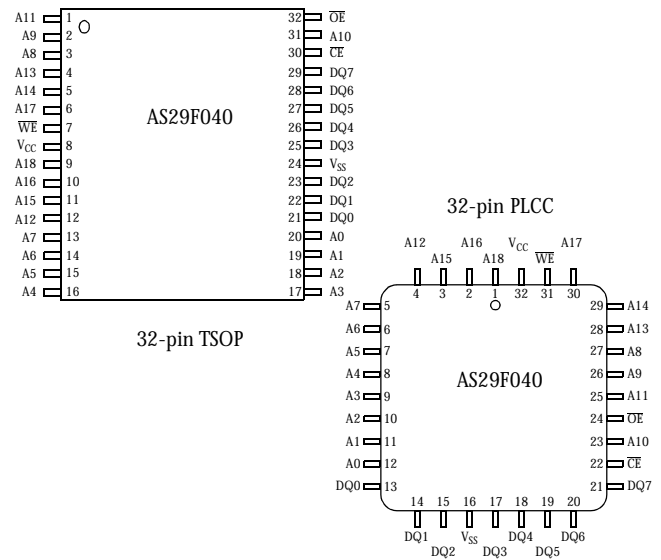 A11 1 32 O̅E̅
A9 2 31 A10
A8 3 30 C̅E̅
A13 4 29 DQ7
A14 5 28 DQ6
A17 6 27 DQ5
W̅E̅ 7 26 DQ4
VCC 8 25 DQ3
A18 9 24 VSS
A16 10 23 DQ2
A15 11 22 DQ1
A12 12 21 DQ0
A7 13 20 A0
A6 14 19 A1
A5 15 18 A2
A4 16 17 A3
AS29F040
32-pin TSOP
32-pin PLCC
A12 A16 VCC A17
A15 A18 W̅E̅
4 3 2 1 32 31 30
A7 5 29 A14
A6 6 28 A13
A5 7 27 A8
A4 8 26 A9
A3 9 25 A11
A2 10 24 O̅E̅
A1 11 23 A10
A0 12 22 C̅E̅
DQ0 13 21 DQ7
AS29F040
14 15 16 17 18 19 20
DQ1 VSS DQ4 DQ6
DQ2 DQ3 DQ5